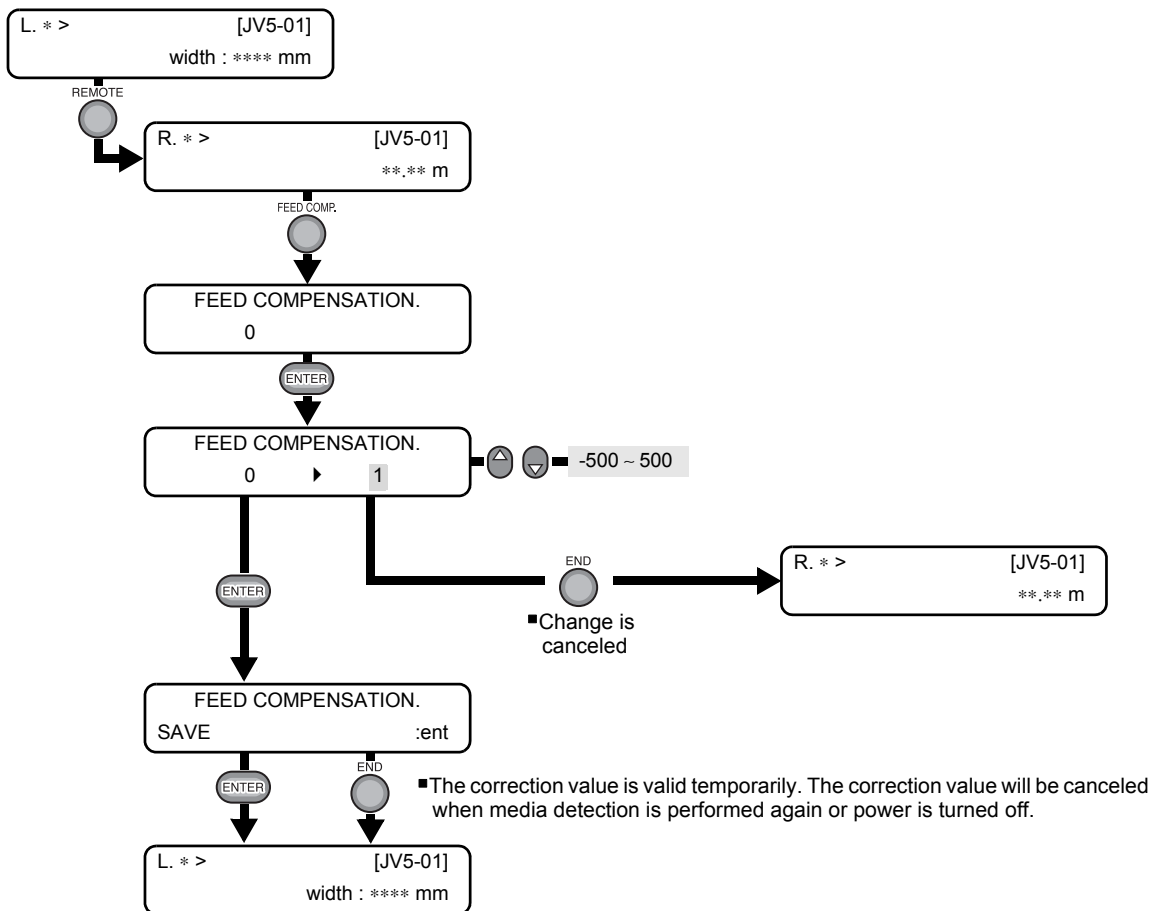 L. ∗ > [JV5-01]
width : ∗∗∗∗ mm
REMOTE
R. ∗ > [JV5-01]
∗∗.∗∗ m
FEED COMP.
FEED COMPENSATION.
0
ENTER
FEED COMPENSATION.
0 ▸ 1
-500 ~ 500
END
R. ∗ > [JV5-01]
∗∗.∗∗ m
ENTER
■Change is
canceled
FEED COMPENSATION.
SAVE :ent
ENTER
END
■The correction value is valid temporarily. The correction value will be canceled
when media detection is performed again or power is turned off.
L. ∗ > [JV5-01]
width : ∗∗∗∗ mm